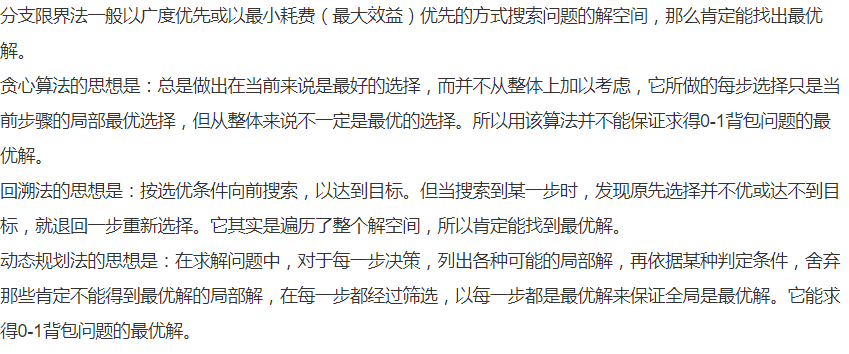 分支限界法一般以广度优先或以最小耗费（最大效益）优先的方式搜索问题的解空间，那么肯定能找出最优
解。
贪心算法的思想是：总是做出在当前来说是最好的选择，而并不从整体上加以考虑，它所做的每步选择只是当
前步骤的局部最优选择，但从整体来说不一定是最优的选择。所以用该算法并不能保证求得0-1背包问题的最
优解。
回溯法的思想是：按选优条件向前搜索，以达到目标。但当搜索到某一步时，发现原先选择并不优或达不到目
标，就退回一步重新选择。它其实是遍历了整个解空间，所以肯定能找到最优解。
动态规划法的思想是：在求解问题中，对于每一步决策，列出各种可能的局部解，再依据某种判定条件，舍弃
那些肯定不能得到最优解的局部解，在每一步都经过筛选，以每一步都是最优解来保证全局是最优解。它能求
得0-1背包问题的最优解。